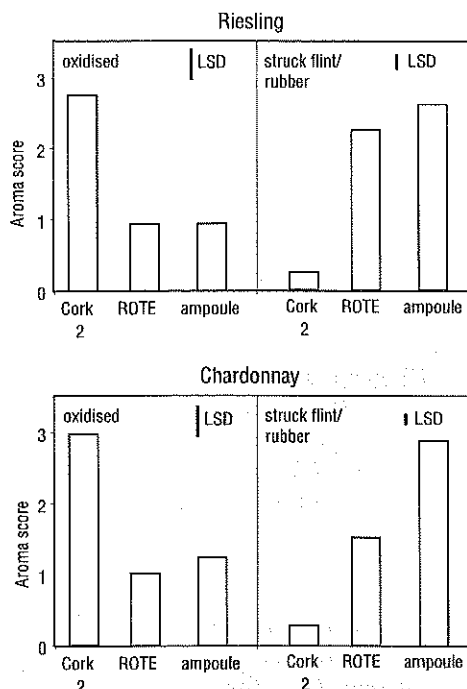 Riesling
oxidised
LSD
struck flint/
rubber
LSD
Aroma score
3
2
1
0
Cork
2
ROTE
ampoule
Cork
2
ROTE
ampoule
Chardonnay
oxidised
LSD
struck flint/
rubber
LSD
Aroma score
3
2
1
0
Cork
2
ROTE
ampoule
Cork
2
ROTE
ampoule